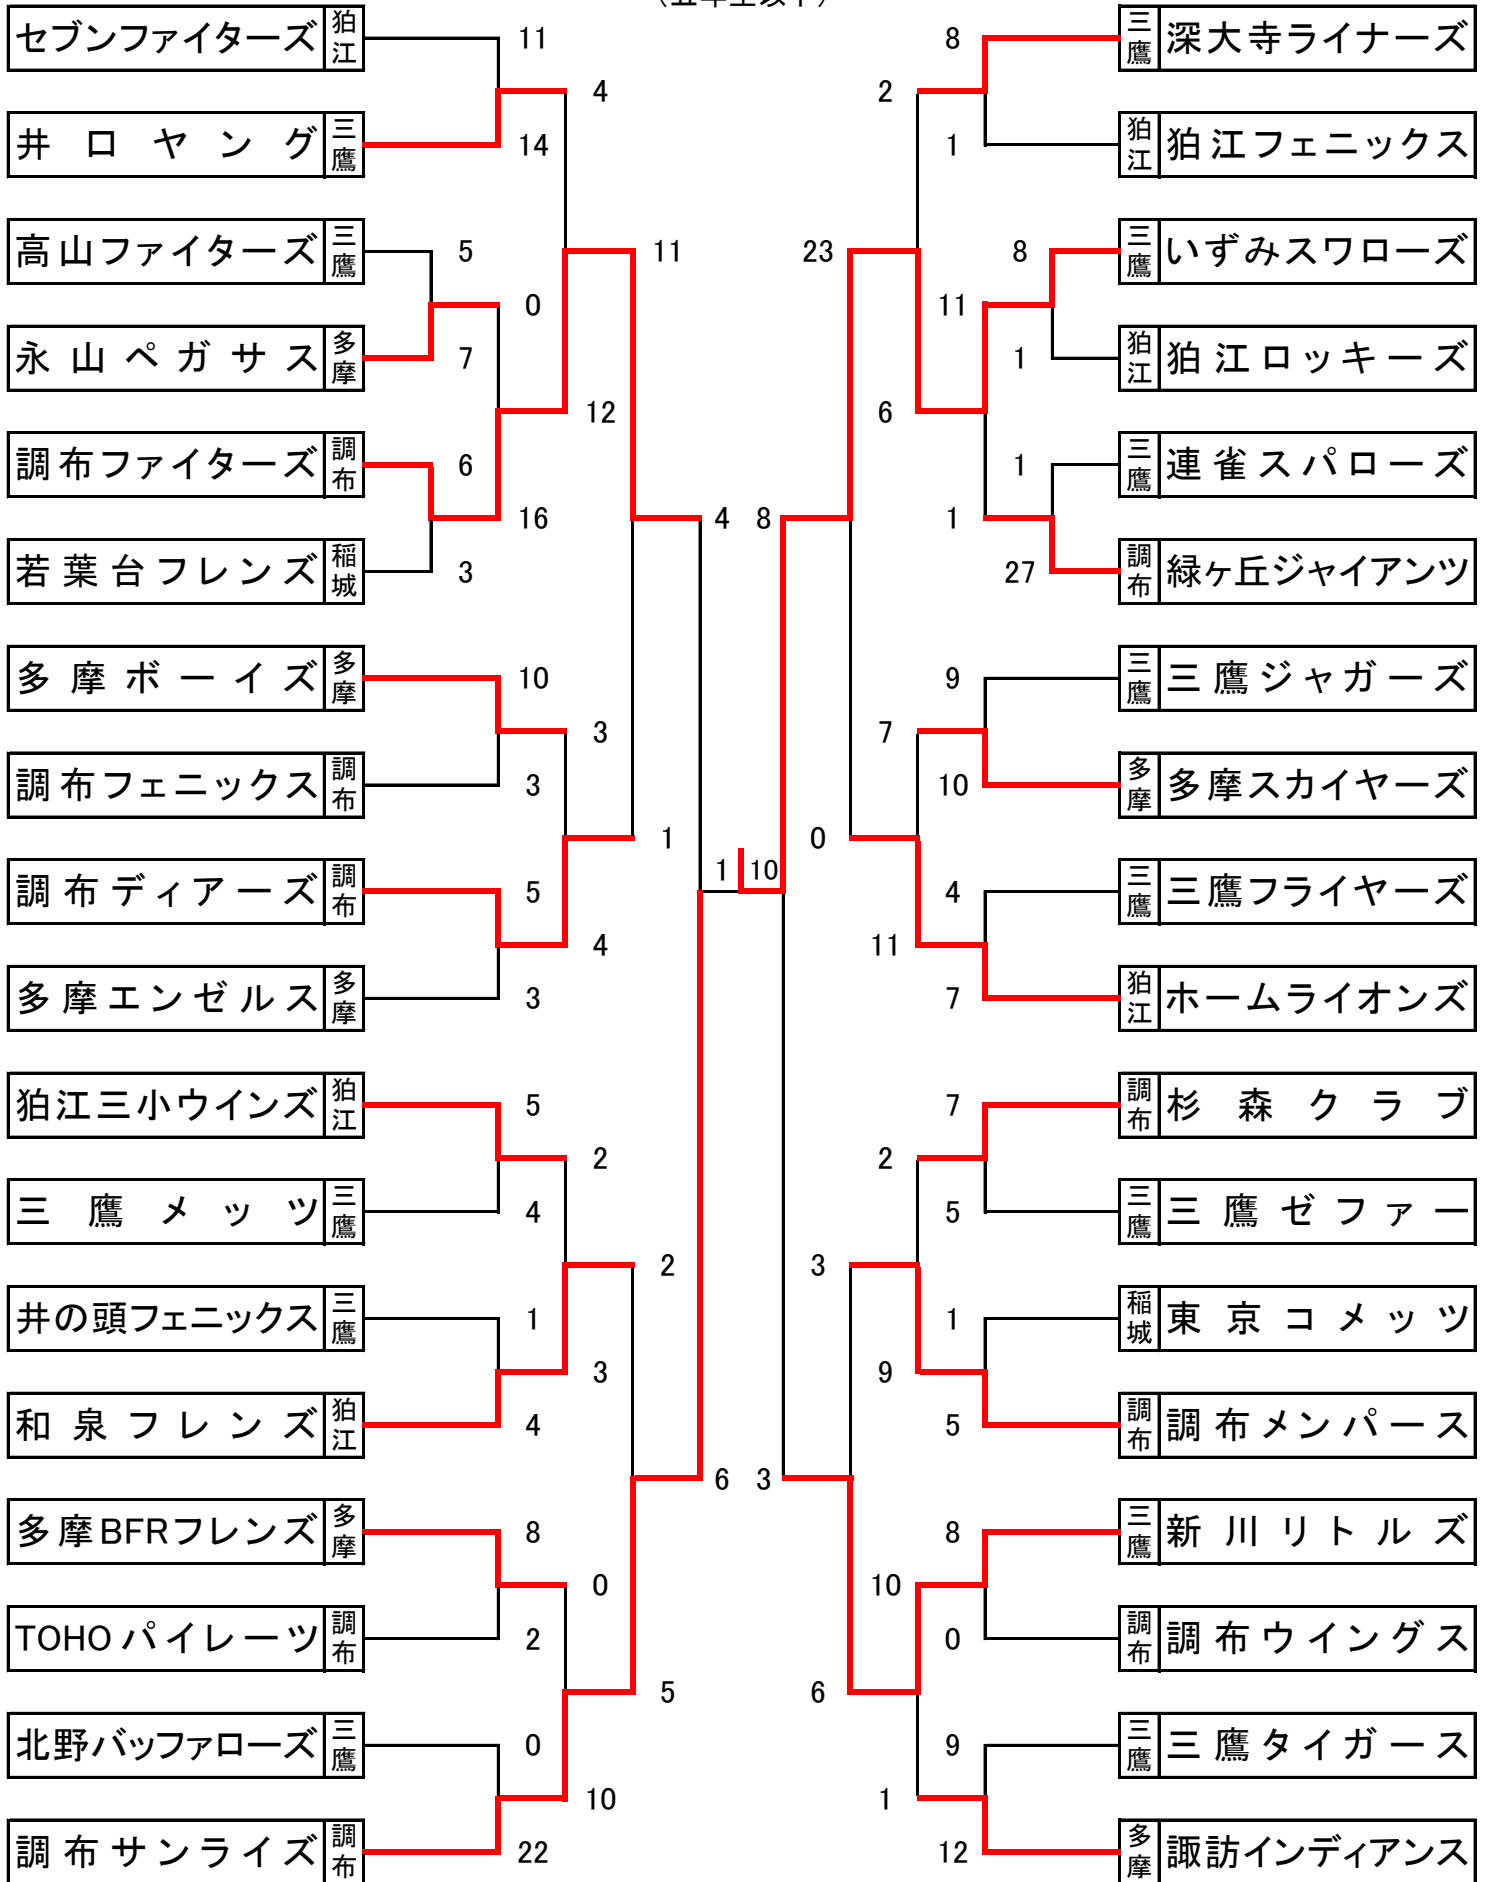 (五年生以下)
セブンファイターズ 狛江 11 8 三鷹 深大寺ライナーズ
4 2
井口ヤング 三鷹 14 1 狛江 狛江フェニックス
高山ファイターズ 三鷹 5 11 23 8 三鷹 いずみスワローズ
0 11
永山ペガサス 多摩 7 1 狛江 狛江ロッキーズ
12 6
調布ファイターズ 調布 6 1 三鷹 連雀スパローズ
16 4 8 1
若葉台フレンズ 稲城 3 27 調布 緑ヶ丘ジャイアンツ
多摩ボーイズ 多摩 10 9 三鷹 三鷹ジャガーズ
3 7
調布フェニックス 調布 3 10 多摩 多摩スカイヤーズ
1 0
1 10
調布ディアーズ 調布 5 4 三鷹 三鷹フライヤーズ
4 11
多摩エンゼルス 多摩 3 7 狛江 ホームライオンズ
狛江三小ウインズ 狛江 5 7 調布 杉森クラブ
2 2
三鷹メッツ 三鷹 4 5 三鷹 三鷹ゼファー
2 3
井の頭フェニックス 三鷹 1 1 稲城 東京コメッツ
3 9
和泉フレンズ 狛江 4 5 調布 調布メンパース
6 3
多摩BFRフレンズ 多摩 8 8 三鷹 新川リトルズ
0 10
TOHOパイレーツ 調布 2 0 調布 調布ウイングス
5 6
北野バッファローズ 三鷹 0 9 三鷹 三鷹タイガース
10 1
調布サンライズ 調布 22 12 多摩 諏訪インディアンス